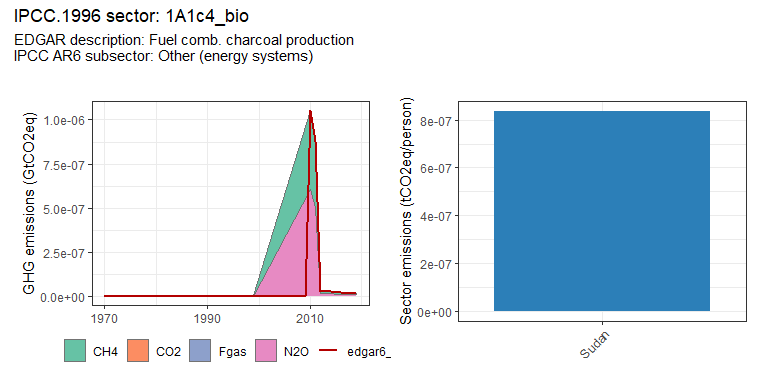 IPCC.1996 sector: 1A1c4_bio
EDGAR description: Fuel comb. charcoal production
IPCC AR6 subsector: Other (energy systems)
GHG emissions (GtCO2eq)
1.0e-06
7.5e-07
5.0e-07
2.5e-07
0.0e+00
1970
1990
2010
CH4
CO2
Fgas
N2O
edgar6_
Sector emissions (tCO2eq/person)
8e-07
6e-07
4e-07
2e-07
0e+00
Sudan